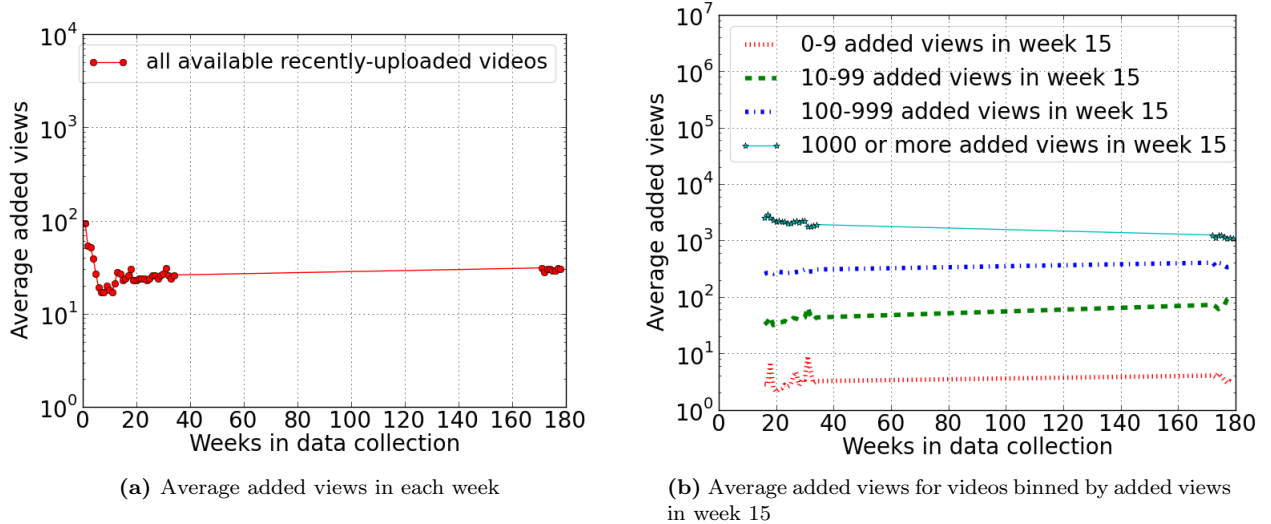 10^4
10^3
10^2
10^1
10^0
Average added views
all available recently-uploaded videos
0 20 40 60 80 100 120 140 160 180
Weeks in data collection
(a) Average added views in each week
10^7
10^6
10^5
10^4
10^3
10^2
10^1
10^0
Average added views
0-9 added views in week 15
10-99 added views in week 15
100-999 added views in week 15
1000 or more added views in week 15
0 20 40 60 80 100 120 140 160 180
Weeks in data collection
(b) Average added views for videos binned by added views
in week 15